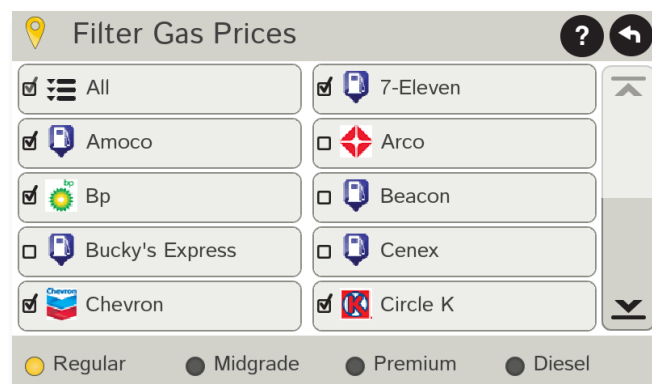 Filter Gas Prices ?
All
7-Eleven
Amoco
Arco
bp Bp
Beacon
Bucky's Express
Cenex
Chevron Chevron
K Circle K
Regular Midgrade Premium Diesel